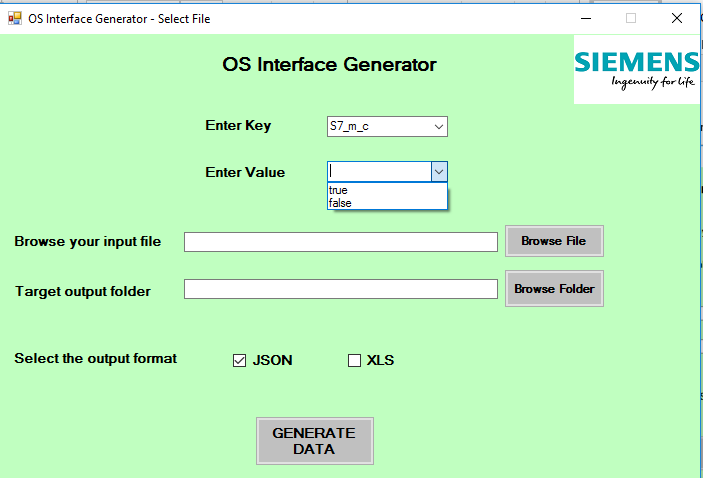 OS Interface Generator - Select File
OS Interface Generator
SIEMENS
Ingenuity for life
Enter Key
S7_m_c
Enter Value
true
false
Browse your input file
Browse File
Target output folder
Browse Folder
Select the output format
JSON
XLS
GENERATE
DATA